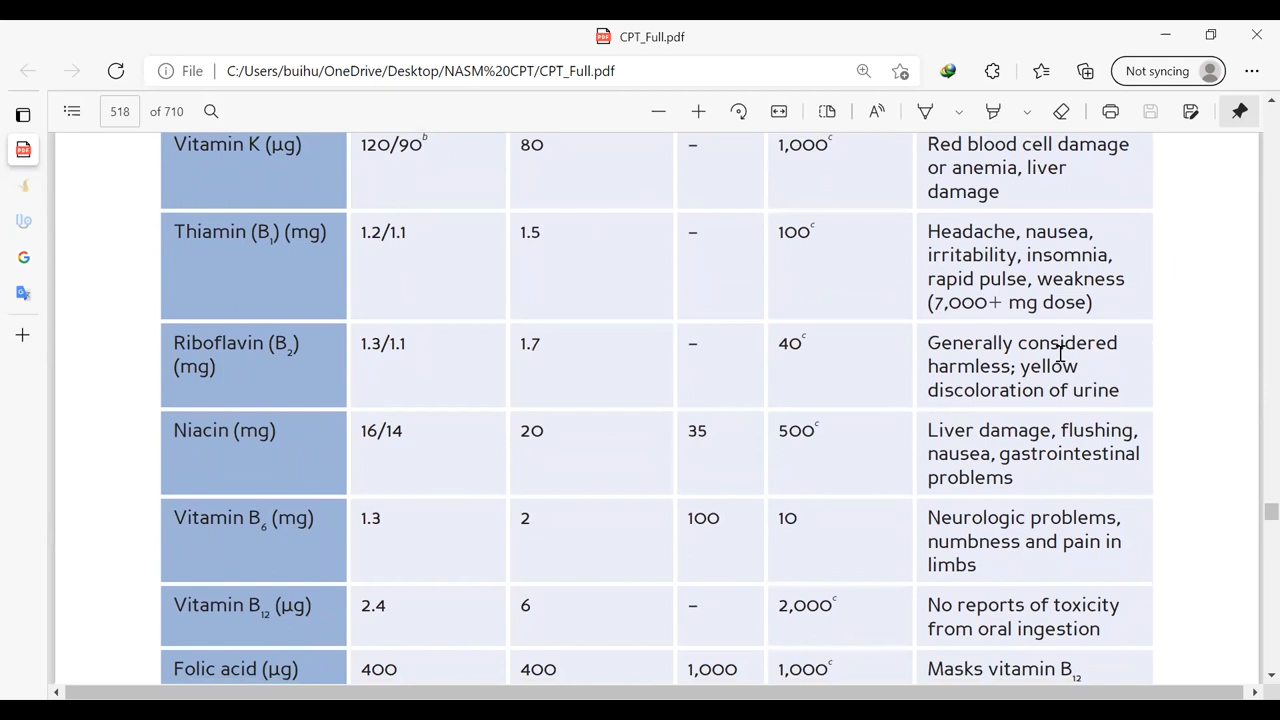 CPT_Full.pdf
File
C:/Users/buihu/OneDrive/Desktop/NASM%20CPT/CPT_Full.pdf
Not syncing
518 of 710
Vitamin K (µg) 120/90ᵇ 80 – 1,000ᶜ Red blood cell damage
or anemia, liver
damage
Thiamin (B₁) (mg) 1.2/1.1 1.5 – 100ᶜ Headache, nausea,
irritability, insomnia,
rapid pulse, weakness
(7,000+ mg dose)
Riboflavin (B₂) 1.3/1.1 1.7 – 40ᶜ Generally considered
(mg) harmless; yellow
discoloration of urine
Niacin (mg) 16/14 20 35 500ᶜ Liver damage, flushing,
nausea, gastrointestinal
problems
Vitamin B₆ (mg) 1.3 2 100 10 Neurologic problems,
numbness and pain in
limbs
Vitamin B₁₂ (µg) 2.4 6 – 2,000ᶜ No reports of toxicity
from oral ingestion
Folic acid (µg) 400 400 1,000 1,000ᶜ Masks vitamin B₁₂